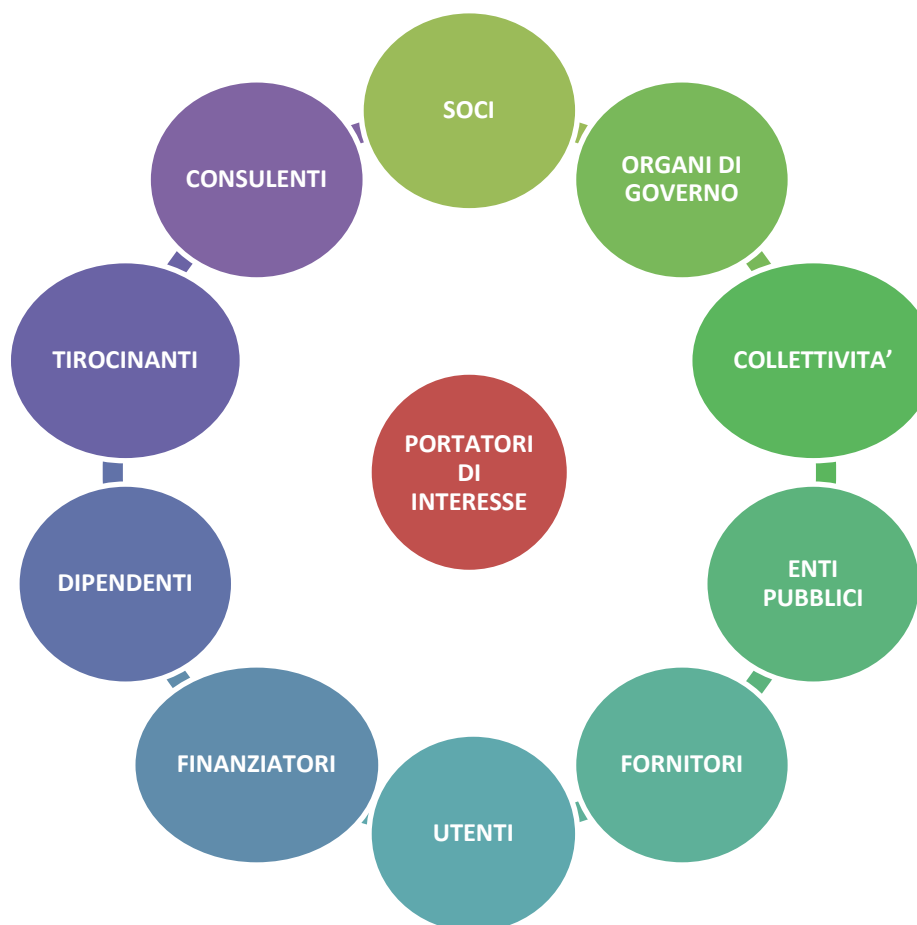 SOCI
ORGANI DI
GOVERNO
COLLETTIVITA’
ENTI
PUBBLICI
FORNITORI
UTENTI
FINANZIATORI
DIPENDENTI
TIROCINANTI
CONSULENTI
PORTATORI
DI
INTERESSE